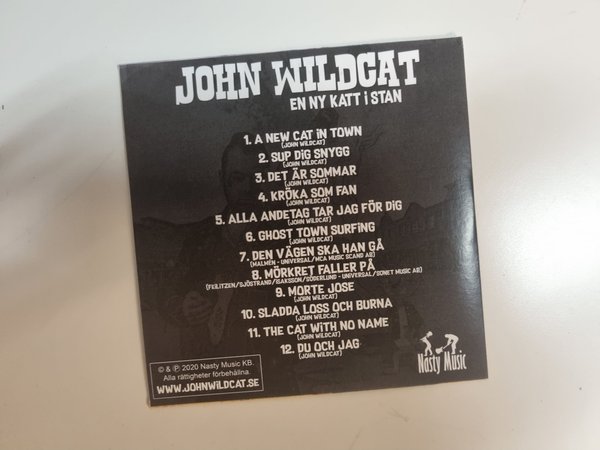 JOHN WILDCAT
EN NY KATT i STAN
1. A NEW CAT iN TOWN
(JOHN WILDCAT)
2. SUP DiG SNYGG
(JOHN WILDCAT)
3. DET ÄR SOMMAR
(JOHN WILDCAT)
4. KRÖKA SOM FAN
(JOHN WILDCAT)
5. ALLA ANDETAG TAR JAG FÖR DiG
(JOHN WILDCAT)
6. GHOST TOWN SURFiNG
(JOHN WILDCAT)
7. DEN VÄGEN SKA HAN GÅ
(MALMÉN - UNIVERSAL/MCA MUSIC SCAND AB)
8. MÖRKRET FALLER PÅ
(FEILITZEN/SJÖSTRAND/ISAKSSON/SÖDERLUND - UNIVERSAL/SONET MUSIC AB)
9. MORTE JOSE
(JOHN WILDCAT)
10. SLADDA LOSS OCH BURNA
(JOHN WILDCAT)
11. THE CAT WiTH NO NAME
(JOHN WILDCAT)
12. DU OCH JAG
(JOHN WILDCAT)
© & ℗ 2020 Nasty Music KB.
Alla rättigheter förbehållna.
WWW.JOHNWILDCAT.SE
Nasty Music